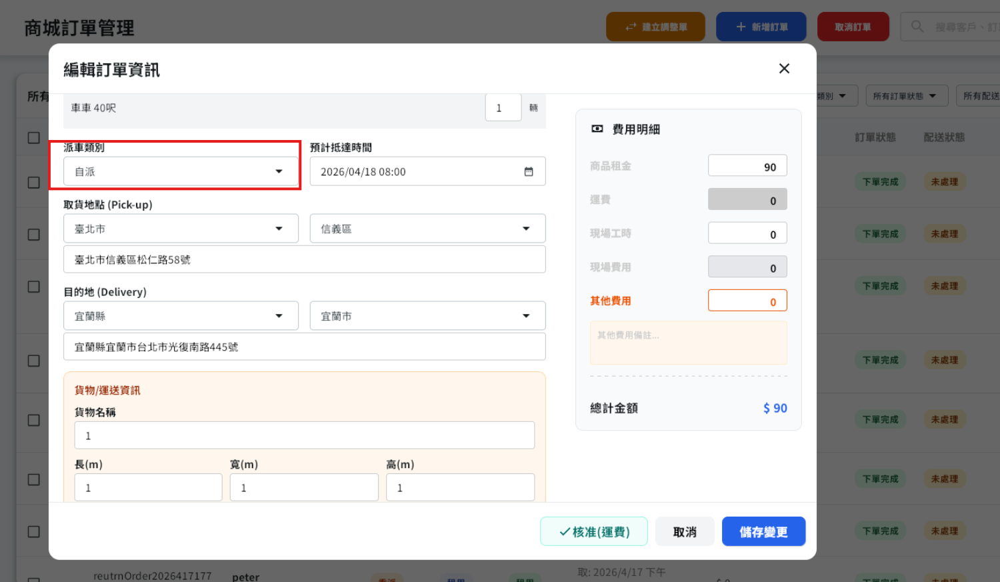 商城訂單管理
建立調整單
新增訂單
取消訂單
搜尋客戶、訂
編輯訂單資訊
所有
類別
所有訂單狀態
所有配送
車車 40呎
1
輛
費用明細
訂單狀態
配送狀態
派車類別
預計抵達時間
自派
2026/04/18 08:00
商品租金
90
下單完成
未處理
運費
0
取貨地點 (Pick-up)
臺北市
信義區
現場工時
0
下單完成
未處理
臺北市信義區松仁路58號
現場費用
0
目的地 (Delivery)
其他費用
0
下單完成
未處理
宜蘭縣
宜蘭市
其他費用備註...
宜蘭縣宜蘭市台北市光復南路445號
下單完成
未處理
貨物/運送資訊
貨物名稱
總計金額
$ 90
1
下單完成
未處理
長(m)
寬(m)
高(m)
1
1
1
下單完成
未處理
核准(運費)
取消
儲存變更
下單完成
未處理
reutrnOrder2026417177
peter
取: 2026/4/17 下午